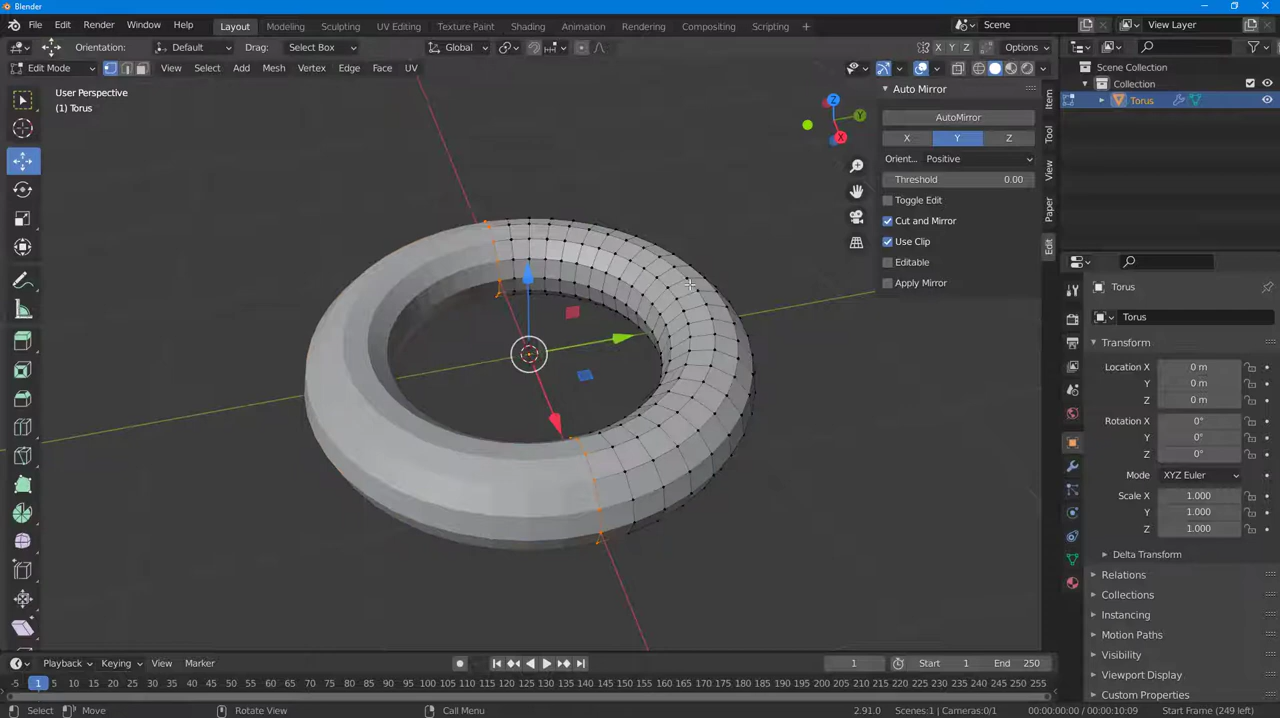 Blender
File Edit Render Window Help Layout Modeling Sculpting UV Editing Texture Paint Shading Animation Rendering Compositing Scripting + Scene View Layer
Orientation: Default Drag: Select Box Global X Y Z Options
Edit Mode View Select Add Mesh Vertex Edge Face UV
Scene Collection
Collection
Torus
User Perspective
(1) Torus
Z
Y
X
Auto Mirror
AutoMirror
X Y Z
Orient... Positive
Threshold 0.00
Toggle Edit
Cut and Mirror
Use Clip
Editable
Apply Mirror
Item
Tool
View
Paper
Edit
Torus
Torus
Transform
Location X 0 m
Y 0 m
Z 0 m
Rotation X 0°
Y 0°
Z 0°
Mode XYZ Euler
Scale X 1.000
Y 1.000
Z 1.000
Delta Transform
Relations
Collections
Instancing
Motion Paths
Visibility
Viewport Display
Custom Properties
Playback Keying View Marker 1 Start 1 End 250
-5 1 5 10 15 20 25 30 35 40 45 50 55 60 65 70 75 80 85 90 95 100 105 110 115 120 125 130 135 140 145 150 155 160 165 170 175 180 185 190 195 200 205 210 215 220 225 230 235 240 245 250 255
Select Move Rotate View Call Menu 2.91.0 Scenes:1 | Cameras:0/1 00:00:00:00 / 00:00:10:09 Start Frame (249 left)